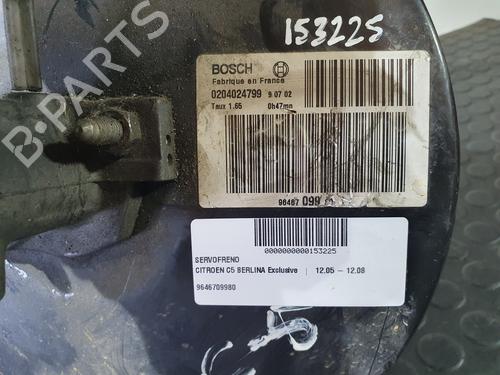 153225
BOSCH
Fabriqué en France
0204024799 9 07 02
Taux 1.65 0h47mn
96467 099
0000000000153225
SERVOFRENO
CITROEN C5 BERLINA Exclusive | 12.05 – 12.08
9646709980
B-PARTS